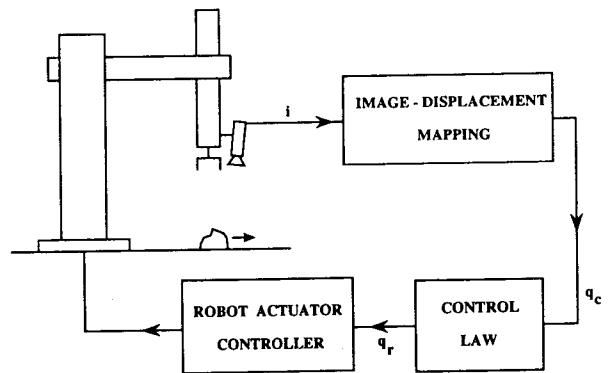 i
IMAGE - DISPLACEMENT
MAPPING
q_c
ROBOT ACTUATOR
CONTROLLER
q_r
CONTROL
LAW